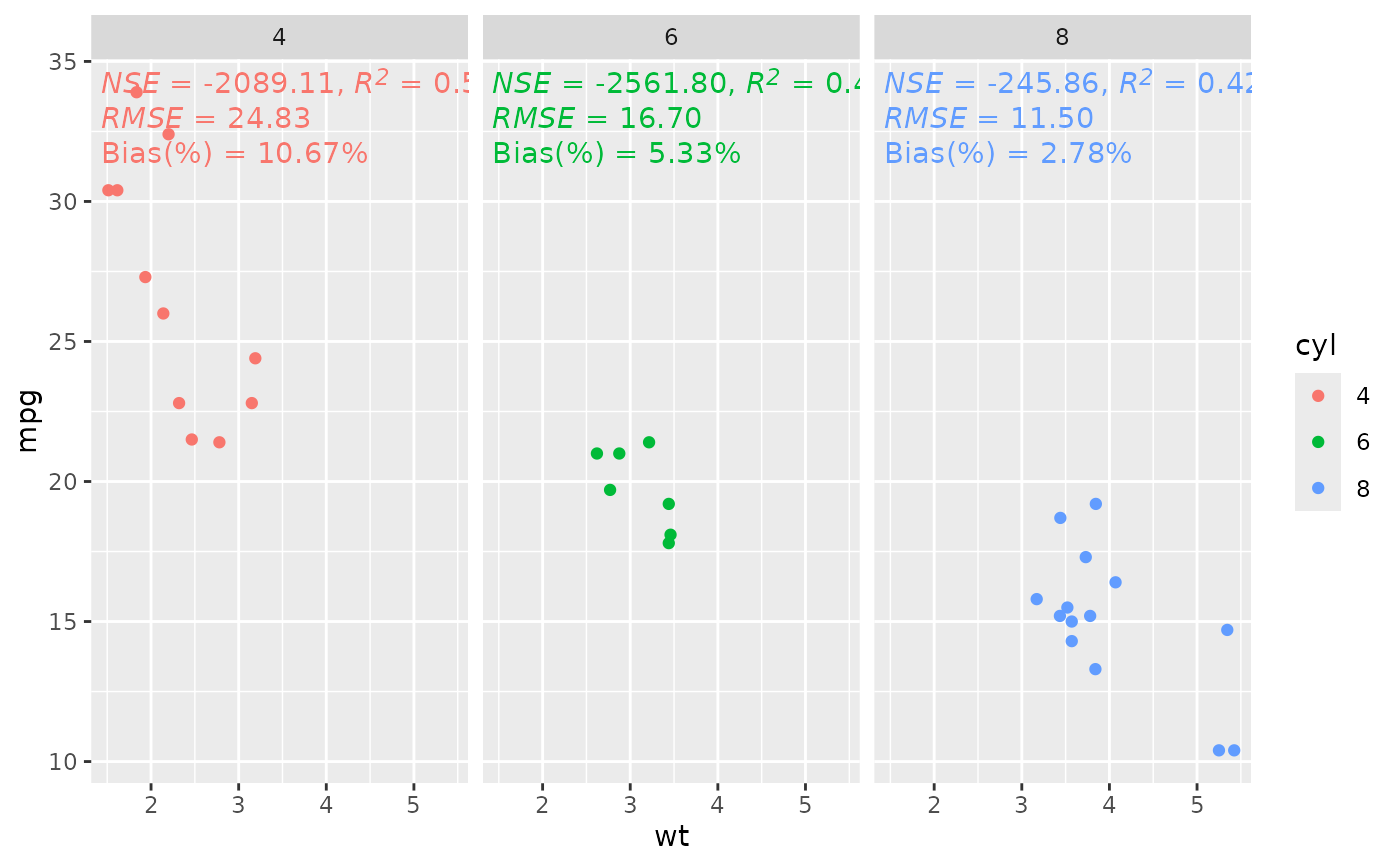 4 6 8
35
NSE = -2089.11, R² = 0.5
RMSE = 24.83
Bias(%) = 10.67%
NSE = -2561.80, R² = 0.4
RMSE = 16.70
Bias(%) = 5.33%
NSE = -245.86, R² = 0.42
RMSE = 11.50
Bias(%) = 2.78%
30
25
20
15
10
mpg
2 3 4 5 2 3 4 5 2 3 4 5
wt
cyl
4
6
8